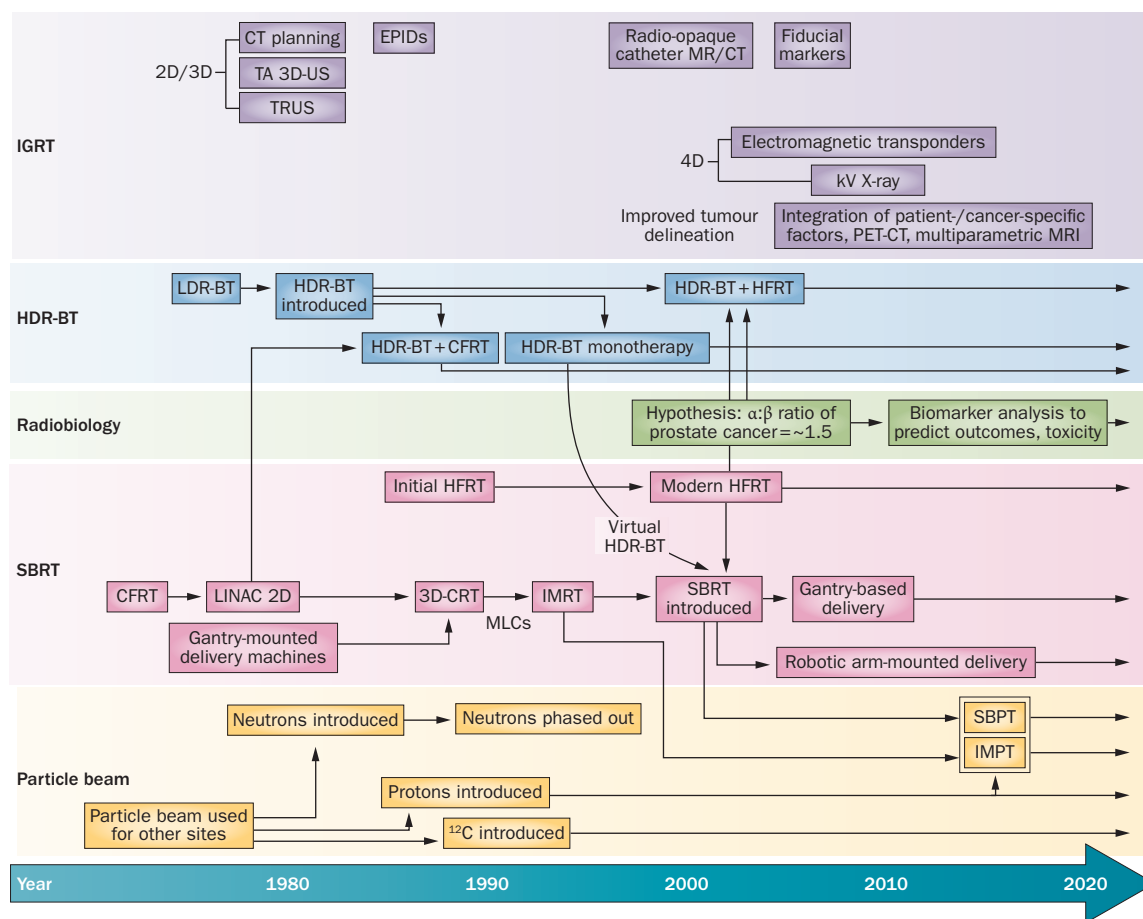 CT planning
EPIDs
Radio-opaque
catheter MR/CT
Fiducial
markers
2D/3D
TA 3D-US
TRUS
IGRT
Electromagnetic transponders
4D
kV X-ray
Improved tumour
delineation
Integration of patient-/cancer-specific
factors, PET-CT, multiparametric MRI
HDR-BT
LDR-BT
HDR-BT
introduced
HDR-BT+HFRT
HDR-BT+CFRT
HDR-BT monotherapy
Radiobiology
Hypothesis: α:β ratio of
prostate cancer=~1.5
Biomarker analysis to
predict outcomes, toxicity
SBRT
Initial HFRT
Modern HFRT
Virtual
HDR-BT
CFRT
LINAC 2D
3D-CRT
MLCs
IMRT
SBRT
introduced
Gantry-based
delivery
Gantry-mounted
delivery machines
Robotic arm-mounted delivery
Particle beam
Neutrons introduced
Neutrons phased out
SBPT
IMPT
Protons introduced
Particle beam used
for other sites
¹²C introduced
Year 1980 1990 2000 2010 2020